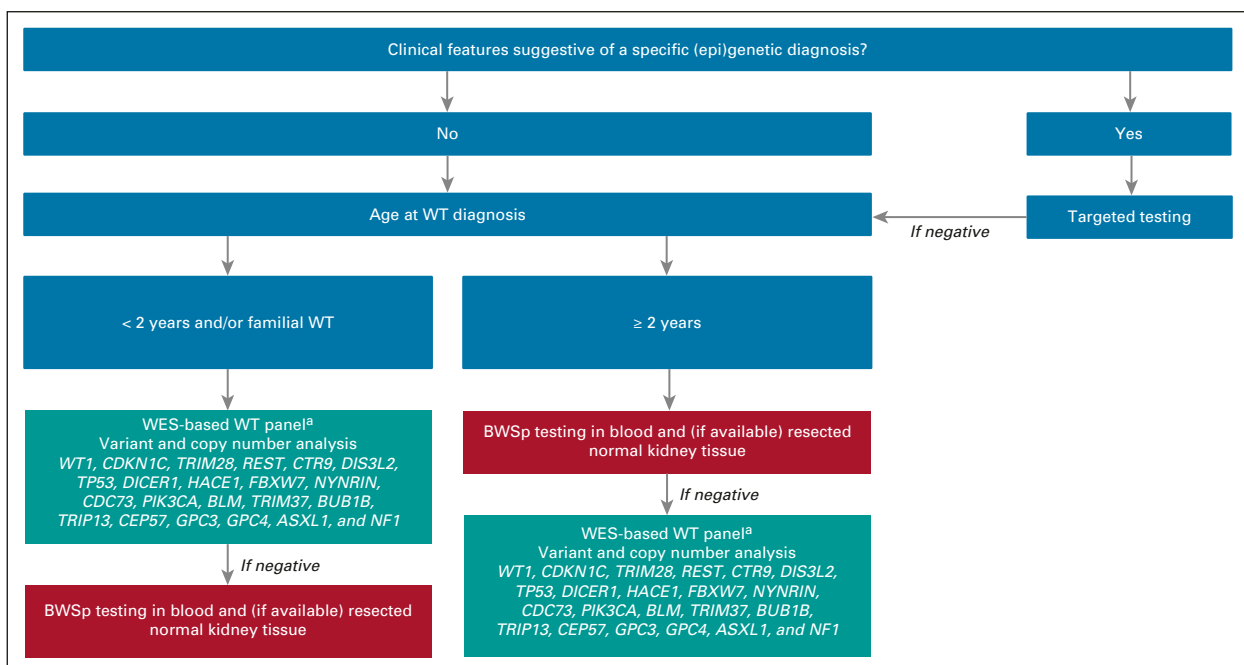 Clinical features suggestive of a specific (epi)genetic diagnosis?
No
Yes
Age at WT diagnosis
If negative
Targeted testing
< 2 years and/or familial WT
≥ 2 years
WES-based WT panelᵃ
Variant and copy number analysis
WT1, CDKN1C, TRIM28, REST, CTR9, DIS3L2,
TP53, DICER1, HACE1, FBXW7, NYNRIN,
CDC73, PIK3CA, BLM, TRIM37, BUB1B,
TRIP13, CEP57, GPC3, GPC4, ASXL1, and NF1
If negative
BWSp testing in blood and (if available) resected
normal kidney tissue
BWSp testing in blood and (if available) resected
normal kidney tissue
If negative
WES-based WT panelᵃ
Variant and copy number analysis
WT1, CDKN1C, TRIM28, REST, CTR9, DIS3L2,
TP53, DICER1, HACE1, FBXW7, NYNRIN,
CDC73, PIK3CA, BLM, TRIM37, BUB1B,
TRIP13, CEP57, GPC3, GPC4, ASXL1, and NF1